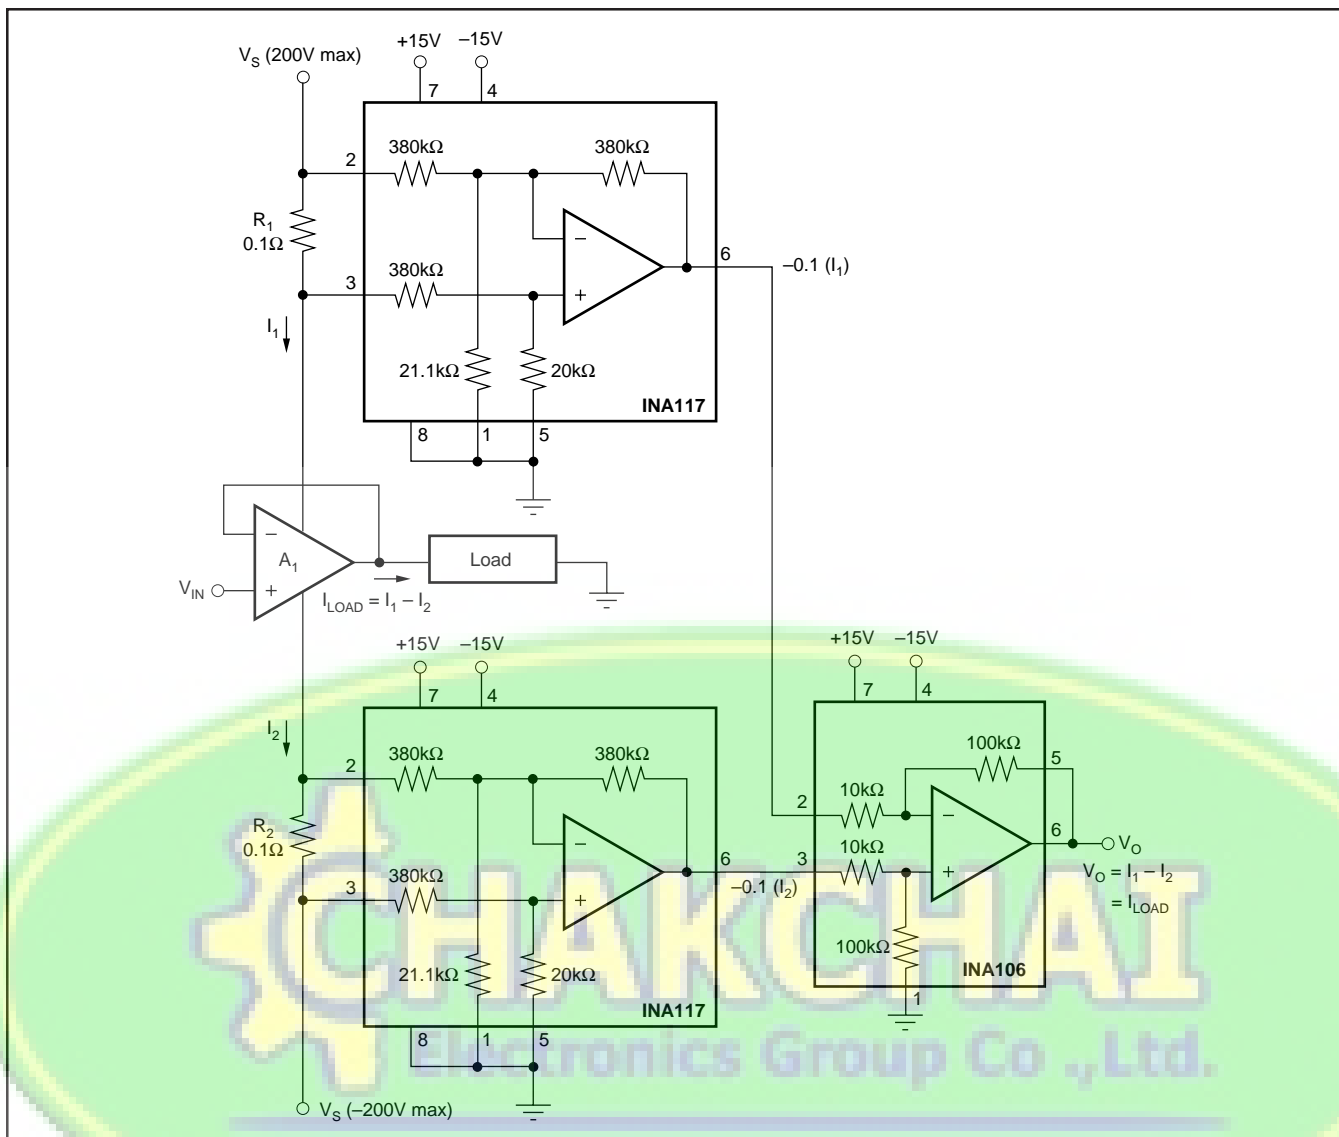 +15V –15V
V_S (200V max)
7 4
2 380kΩ 380kΩ
R_1
0.1Ω
6
–0.1 (I_1)
3 380kΩ
I_1
21.1kΩ 20kΩ
INA117
8 1 5
A_1
Load
V_IN
I_LOAD = I_1 – I_2
+15V –15V
7 4
+15V –15V
7 4
I_2
2 380kΩ 380kΩ
100kΩ 5
2 10kΩ
R_2
0.1Ω
6 3 10kΩ 6 V_O
–0.1 (I_2)
V_O = I_1 – I_2
= I_LOAD
3 380kΩ
100kΩ
INA106
1
21.1kΩ 20kΩ
INA117
8 1 5
V_S (–200V max)
CHAKCHAI
Electronics Group Co .,Ltd.